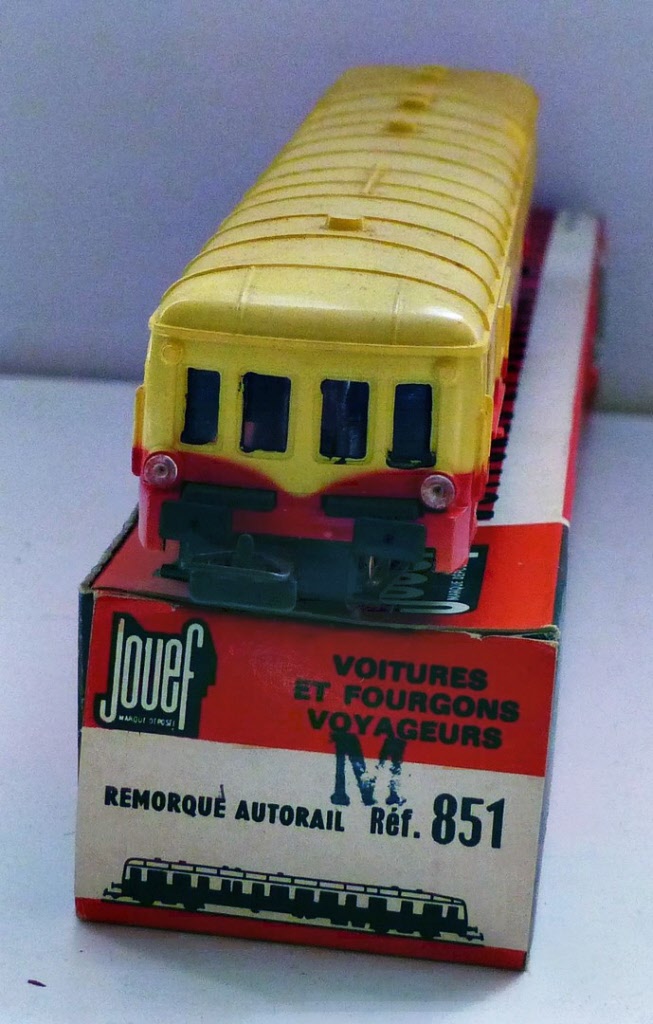 Jouef
MARQUE DÉPOSÉE
VOITURES
ET FOURGONS
VOYAGEURS
M
REMORQUE AUTORAIL Réf. 851